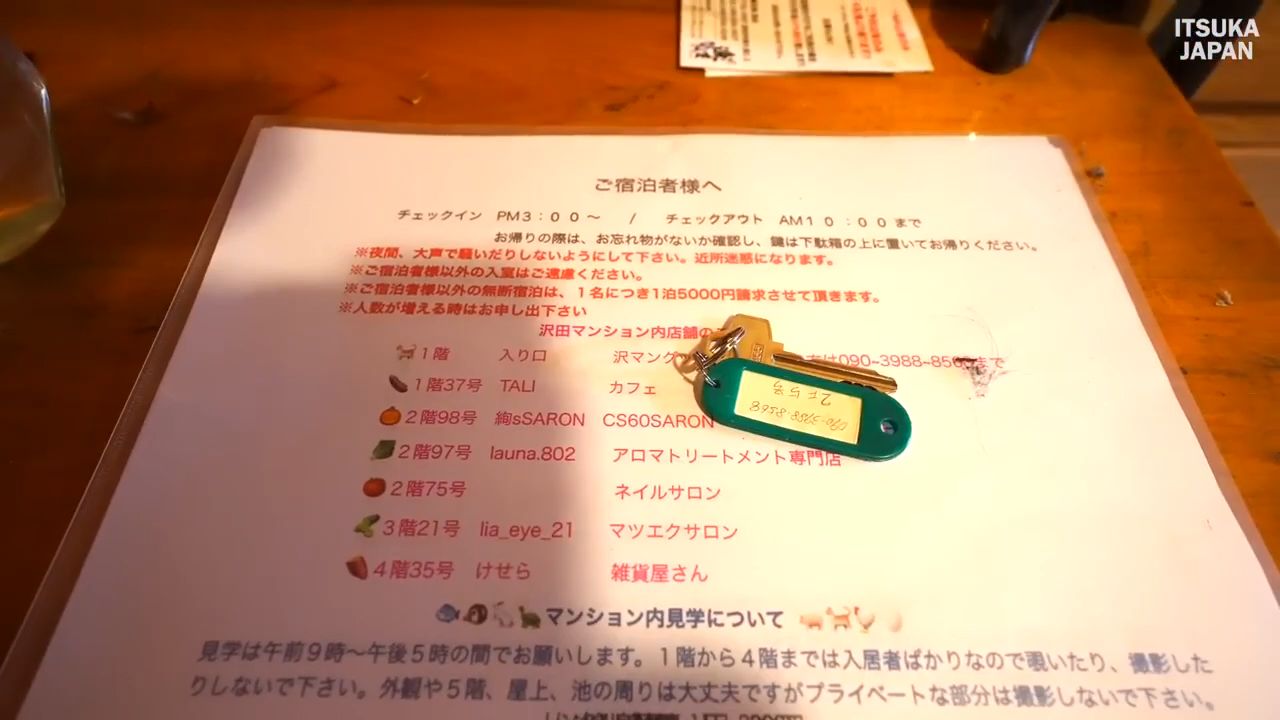 ITSUKA
JAPAN
ご宿泊者様へ
チェックイン PM3:00〜 / チェックアウト AM10:00まで
お帰りの際は、お忘れ物がないか確認し、鍵は下駄箱の上に置いてお帰りください。
※夜間、大声で騒いだりしないようにして下さい。近所迷惑になります。
※ご宿泊者様以外の入室はご遠慮ください。
※ご宿泊者様以外の無断宿泊は、1名につき1泊5000円請求させて頂きます。
※人数が増える時はお申し出下さい
沢田マンション内店舗の
1階 入り口 沢マング は090-3988-8568まで
1階37号 TALI カフェ
2階98号 絢sSARON CS60SARON
2階97号 launa.802 アロマトリートメント専門店
2階75号 ネイルサロン
3階21号 lia_eye_21 マツエクサロン
4階35号 けせら 雑貨屋さん
2F5号
090-3988-8568
マンション内見学について
見学は午前9時〜午後5時の間でお願いします。1階から4階までは入居者ばかりなので覗いたり、撮影した
りしないで下さい。外観や5階、屋上、池の周りは大丈夫ですがプライベートな部分は撮影しないで下さい。